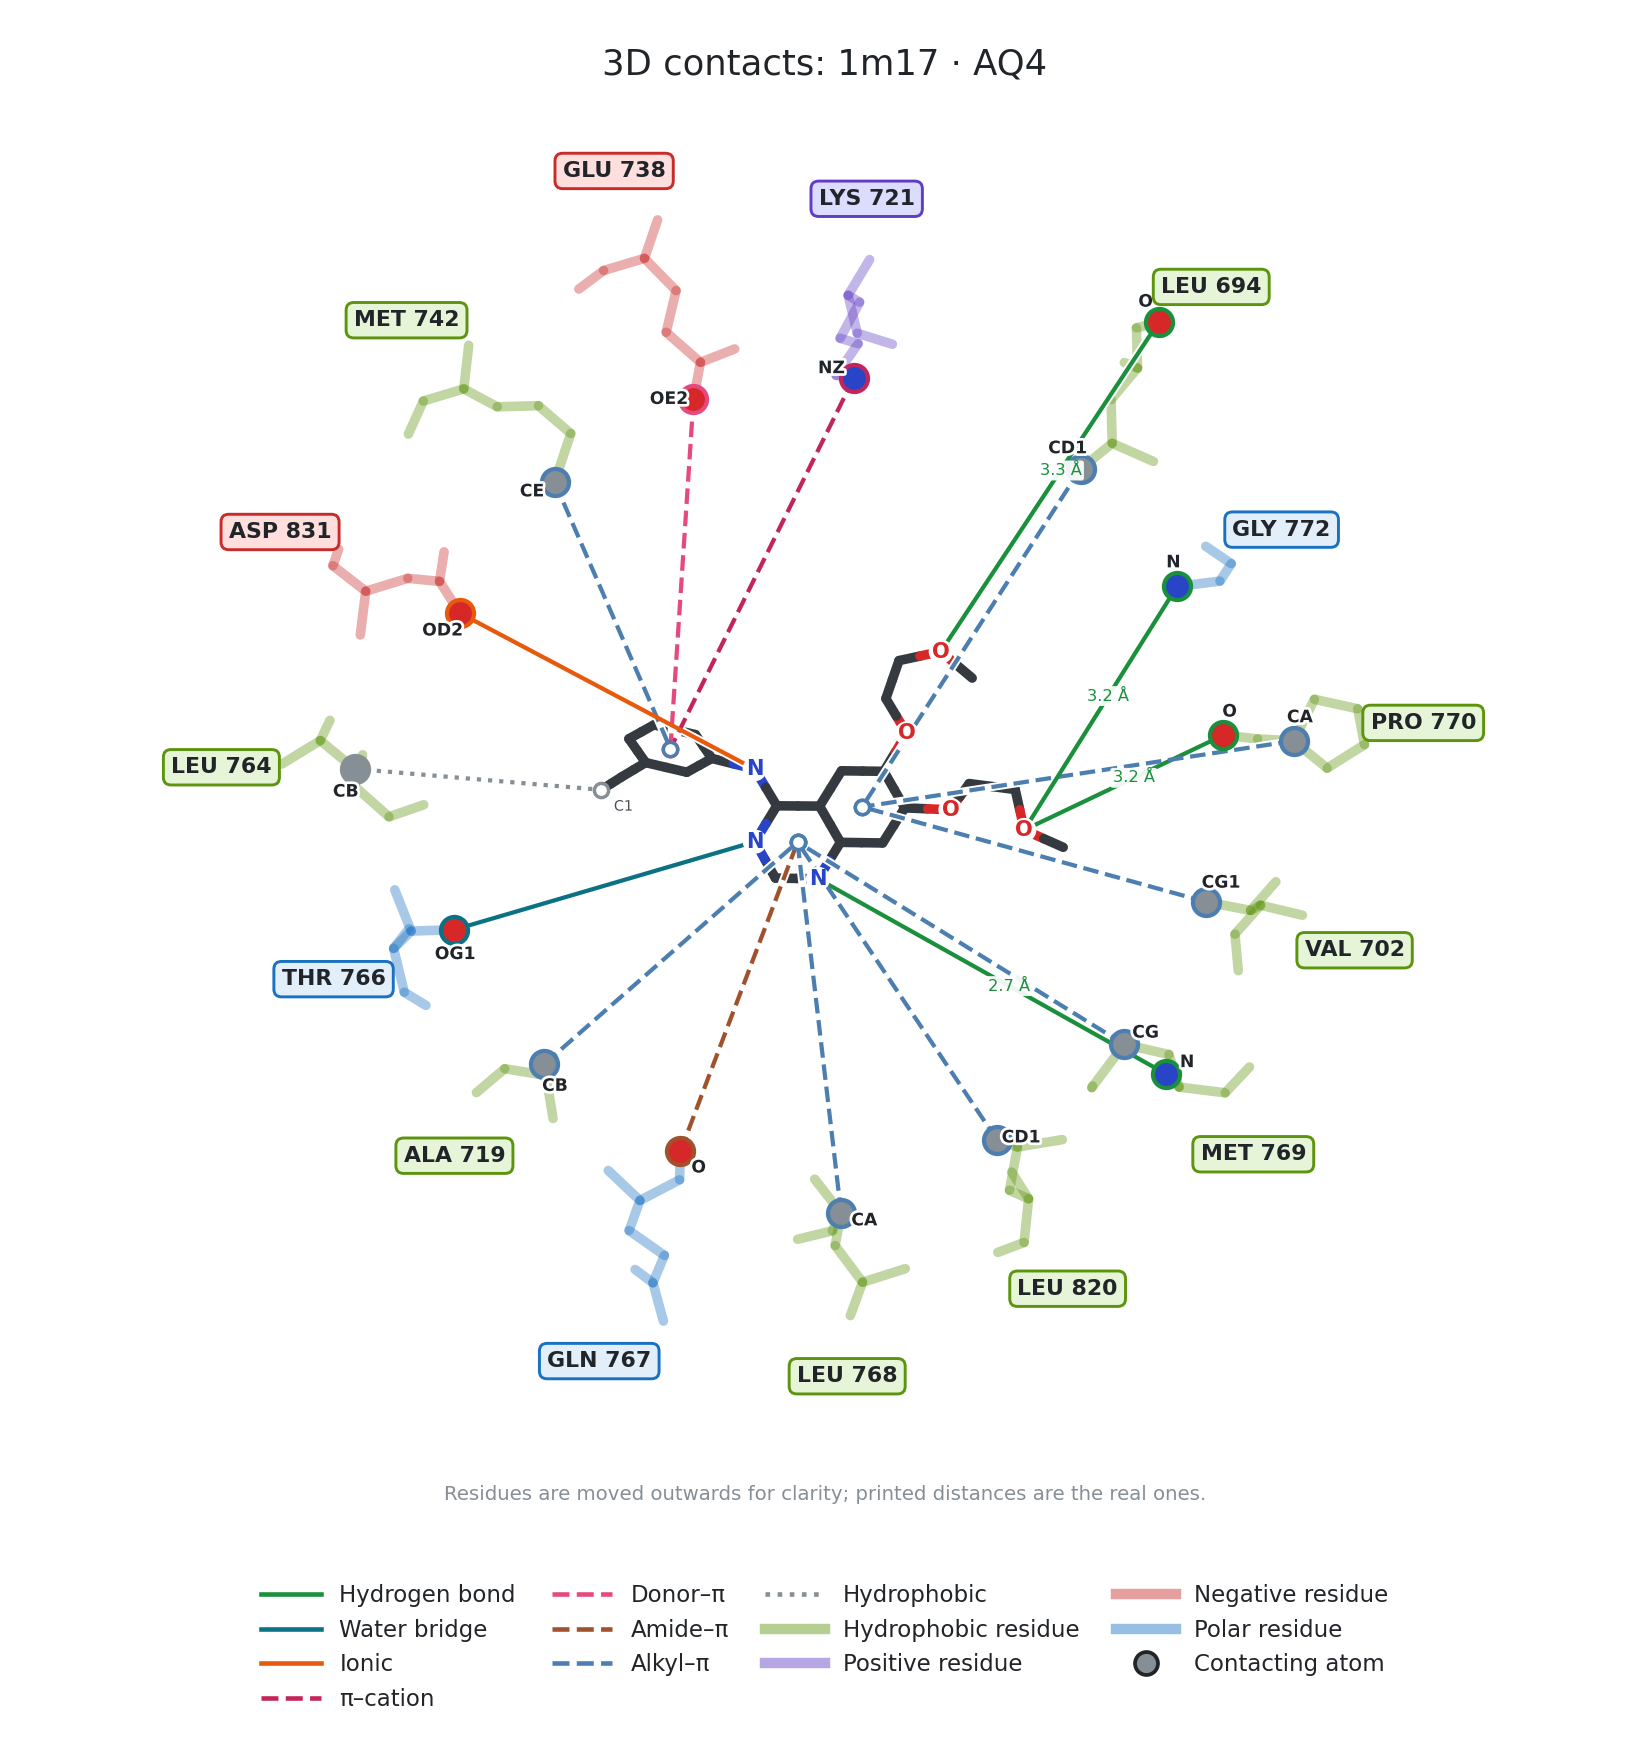 3D contacts: 1m17 · AQ4
GLU 738
LYS 721
LEU 694
O
MET 742
NZ
OE2
CD1
3.3 Å
CE
ASP 831
GLY 772
N
OD2
O
3.2 Å
O
CA
PRO 770
O
LEU 764
N
3.2 Å
CB
C1
O
O
N
N
CG1
VAL 702
OG1
THR 766
2.7 Å
CG
N
CB
CD1
ALA 719
MET 769
O
CA
LEU 820
GLN 767
LEU 768
Residues are moved outwards for clarity; printed distances are the real ones.
Hydrogen bond
Water bridge
Ionic
π–cation
Donor–π
Amide–π
Alkyl–π
Hydrophobic
Hydrophobic residue
Positive residue
Negative residue
Polar residue
Contacting atom